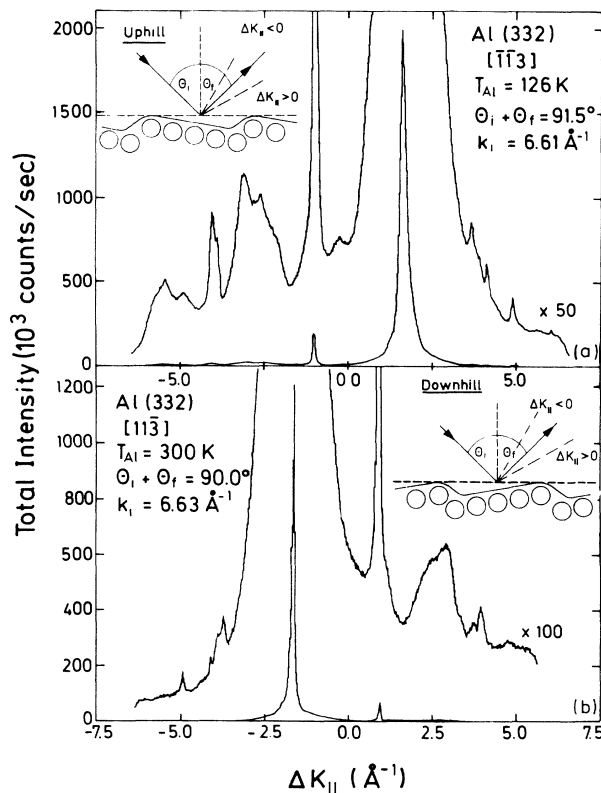 2000
1500
1000
500
0
Uphill
ΔK∥<0
Θi
Θf
ΔK∥>0
Al (332)
[1̅1̅3]
TAl = 126 K
Θi + Θf = 91.5°
kı = 6.61 Å⁻¹
x 50
(a)
-5.0
0.0
5.0
1200
1000
800
600
400
200
0
Al (332)
[113̅]
TAl = 300 K
Θı + Θf = 90.0°
kı = 6.63 Å⁻¹
Downhill
ΔK∥<0
Θi
Θf
ΔK∥>0
x 100
(b)
-7.5
-5.0
-2.5
0.0
2.5
5.0
7.5
ΔK∥ (Å⁻¹)
Total Intensity (10³ counts/sec)